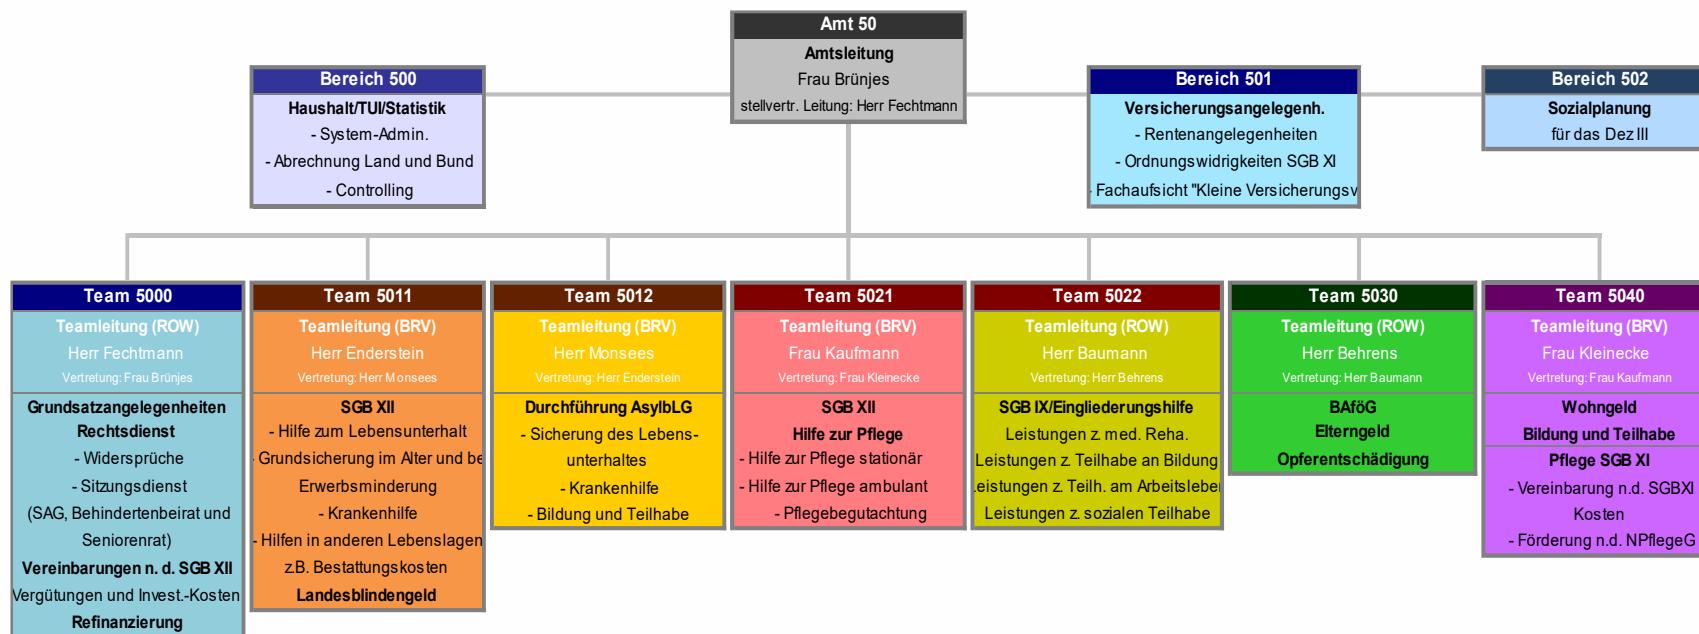 Amt 50
Amtsleitung
Frau Brünjes
stellvertr. Leitung: Herr Fechtmann
Bereich 500
Haushalt/TUI/Statistik
- System-Admin.
- Abrechnung Land und Bund
- Controlling
Bereich 501
Versicherungsangelegenh.
- Rentenangelegenheiten
- Ordnungswidrigkeiten SGB XI
- Fachaufsicht "Kleine Versicherungsv
Bereich 502
Sozialplanung
für das Dez III
Team 5000
Teamleitung (ROW)
Herr Fechtmann
Vertretung: Frau Brünjes
Grundsatzangelegenheiten
Rechtsdienst
- Widersprüche
- Sitzungsdienst
(SAG, Behindertenbeirat und
Seniorenrat)
Vereinbarungen n. d. SGB XII
Vergütungen und Invest.-Kosten
Refinanzierung
Team 5011
Teamleitung (BRV)
Herr Enderstein
Vertretung: Herr Monsees
SGB XII
- Hilfe zum Lebensunterhalt
- Grundsicherung im Alter und be
Erwerbsminderung
- Krankenhilfe
- Hilfen in anderen Lebenslagen
z.B. Bestattungskosten
Landesblindengeld
Team 5012
Teamleitung (BRV)
Herr Monsees
Vertretung: Herr Enderstein
Durchführung AsylbLG
- Sicherung des Lebens-
unterhaltes
- Krankenhilfe
- Bildung und Teilhabe
Team 5021
Teamleitung (BRV)
Frau Kaufmann
Vertretung: Frau Kleinecke
SGB XII
Hilfe zur Pflege
- Hilfe zur Pflege stationär
- Hilfe zur Pflege ambulant
- Pflegebegutachtung
Team 5022
Teamleitung (ROW)
Herr Baumann
Vertretung: Herr Behrens
SGB IX/Eingliederungshilfe
Leistungen z. med. Reha.
Leistungen z. Teilhabe an Bildung
Leistungen z. Teilh. am Arbeitslebe
Leistungen z. sozialen Teilhabe
Team 5030
Teamleitung (ROW)
Herr Behrens
Vertretung: Herr Baumann
BAföG
Elterngeld
Opferentschädigung
Team 5040
Teamleitung (BRV)
Frau Kleinecke
Vertretung: Frau Kaufmann
Wohngeld
Bildung und Teilhabe
Pflege SGB XI
- Vereinbarung n.d. SGBXI
Kosten
- Förderung n.d. NPflegeG